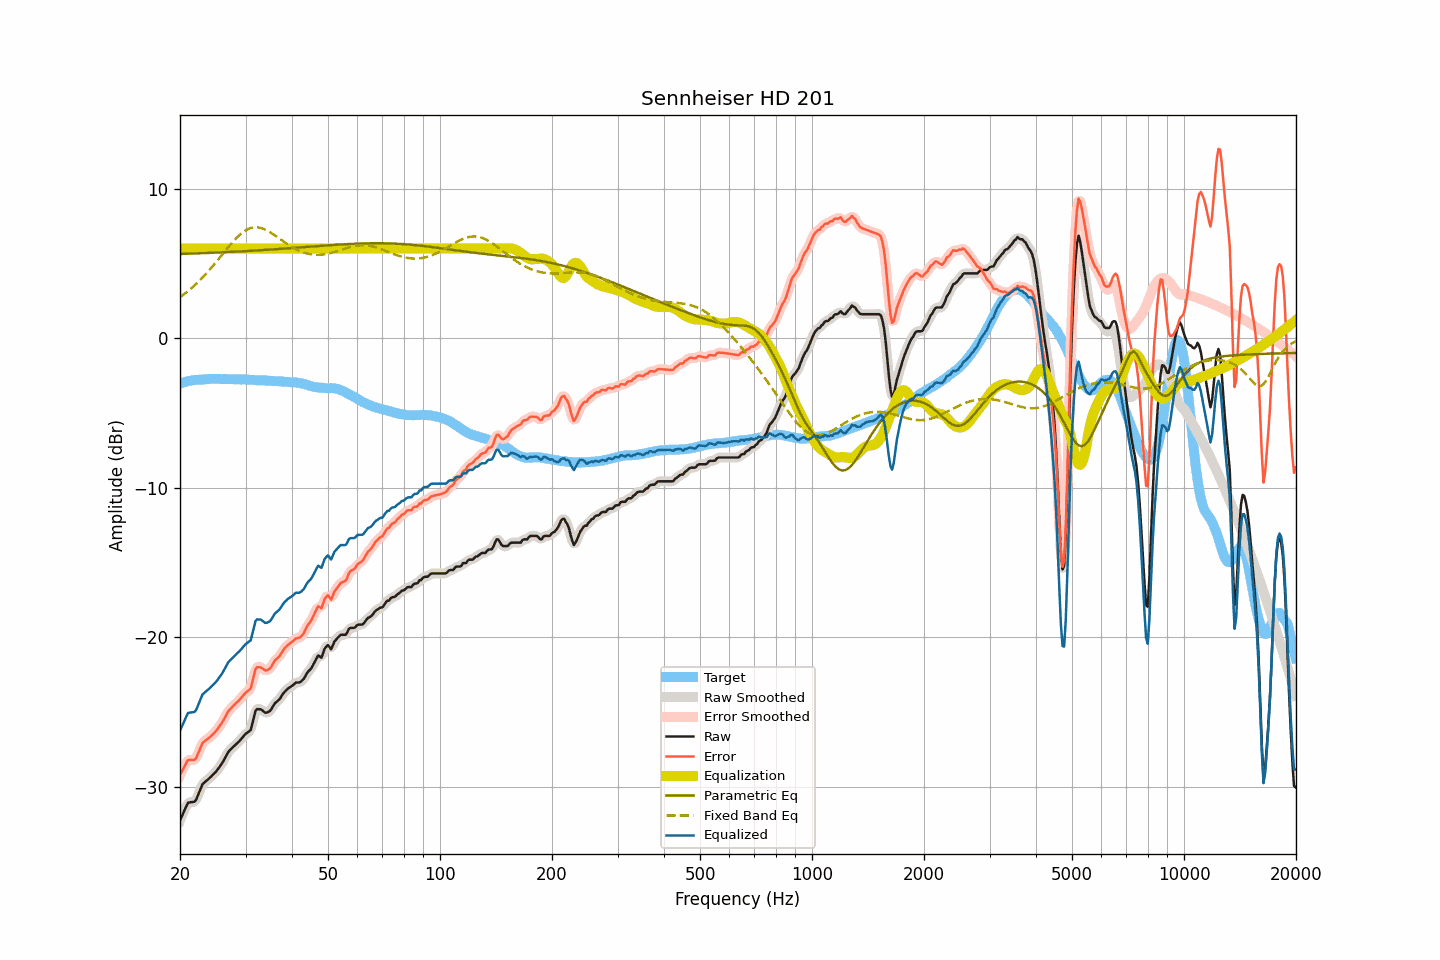 Sennheiser HD 201
Amplitude (dBr)
10
0
−10
−20
−30
Target
Raw Smoothed
Error Smoothed
Raw
Error
Equalization
Parametric Eq
Fixed Band Eq
Equalized
20 50 100 200 500 1000 2000 5000 10000 20000
Frequency (Hz)